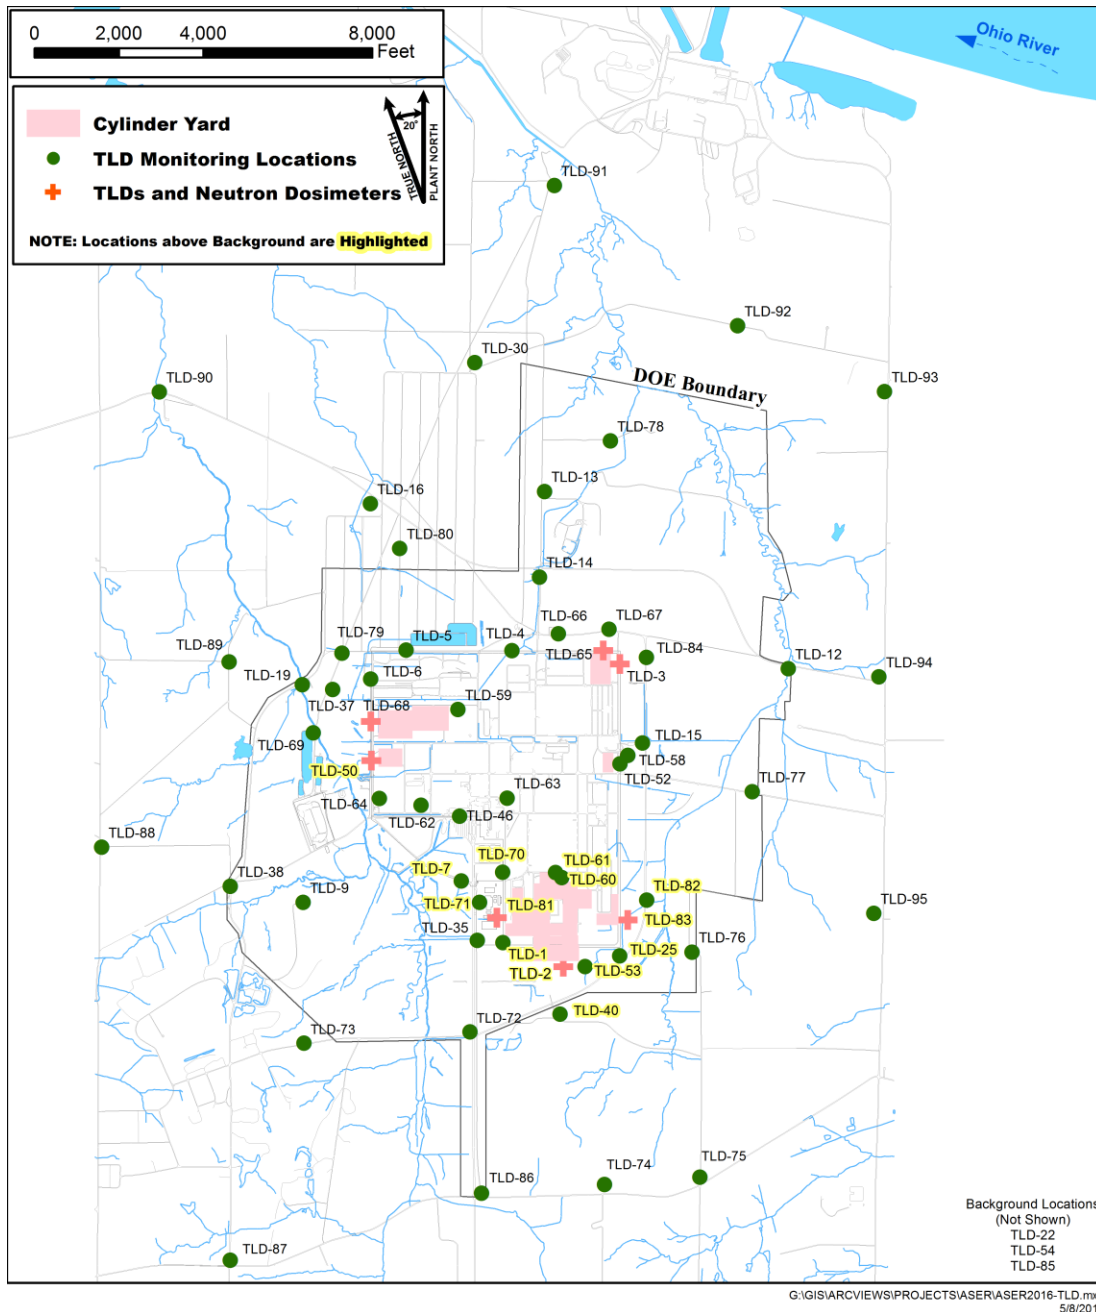 0 2,000 4,000 8,000
Feet
Ohio River
Cylinder Yard
TLD Monitoring Locations
TLDs and Neutron Dosimeters
20°
TRUE NORTH
PLANT NORTH
NOTE: Locations above Background are Highlighted
TLD-91
TLD-92
TLD-30
TLD-90
DOE Boundary
TLD-93
TLD-78
TLD-13
TLD-16
TLD-80
TLD-14
TLD-66
TLD-67
TLD-79
TLD-5
TLD-4
TLD-65
TLD-84
TLD-89
TLD-12
TLD-94
TLD-19
TLD-6
TLD-3
TLD-37
TLD-68
TLD-59
TLD-69
TLD-15
TLD-50
TLD-58
TLD-52
TLD-77
TLD-64
TLD-63
TLD-62
TLD-46
TLD-88
TLD-70
TLD-61
TLD-7
TLD-60
TLD-38
TLD-9
TLD-82
TLD-95
TLD-71
TLD-81
TLD-83
TLD-35
TLD-1
TLD-25
TLD-76
TLD-2
TLD-53
TLD-40
TLD-72
TLD-73
TLD-74
TLD-75
TLD-86
TLD-87
Background Locations
(Not Shown)
TLD-22
TLD-54
TLD-85
G:\GIS\ARCVIEWS\PROJECTS\ASER\ASER2016-TLD.mx
5/8/201